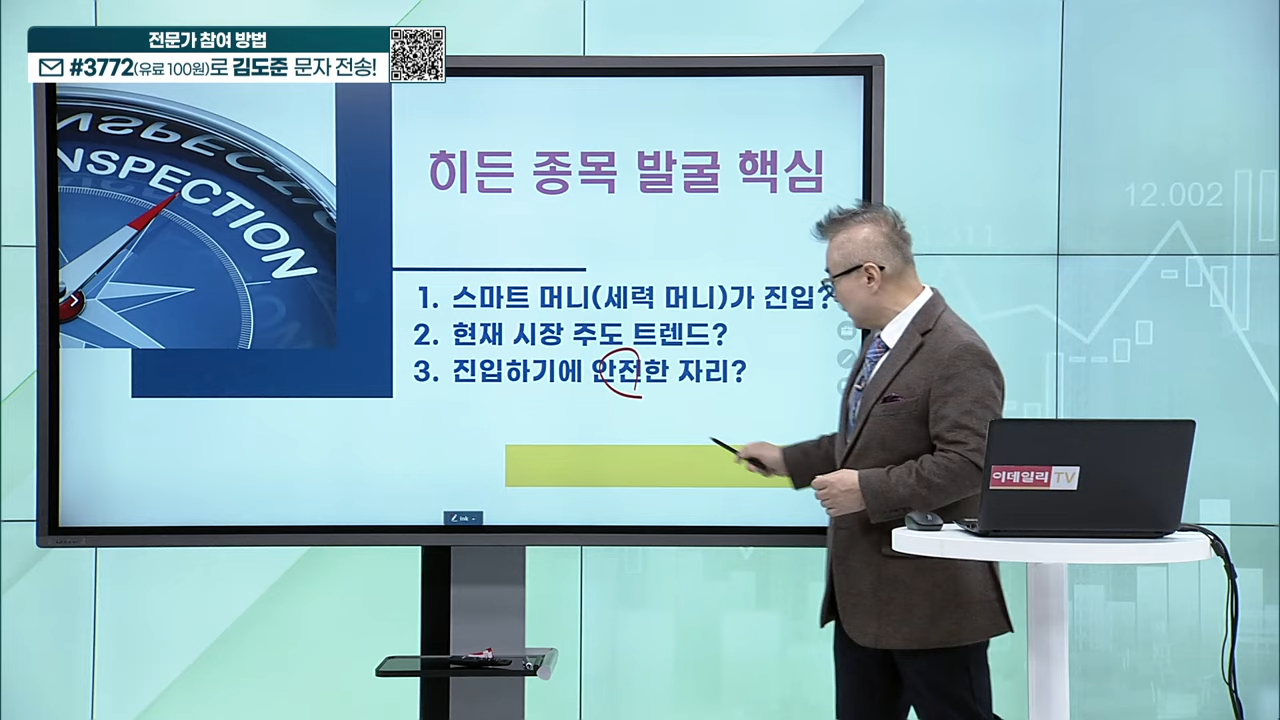 전문가 참여 방법
#3772(유료 100원)로 김도준 문자 전송!
INSPECTION
히든 종목 발굴 핵심
1. 스마트 머니(세력 머니)가 진입?
2. 현재 시장 주도 트렌드?
3. 진입하기에 안전한 자리?
12.002
Ink
이데일리 TV